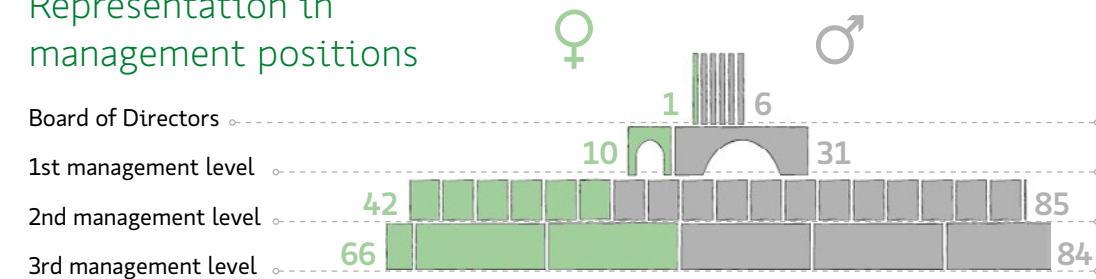 Representation in
management positions
Board of Directors
1 6
1st management level
10 31
2nd management level
42 85
3rd management level
66 84